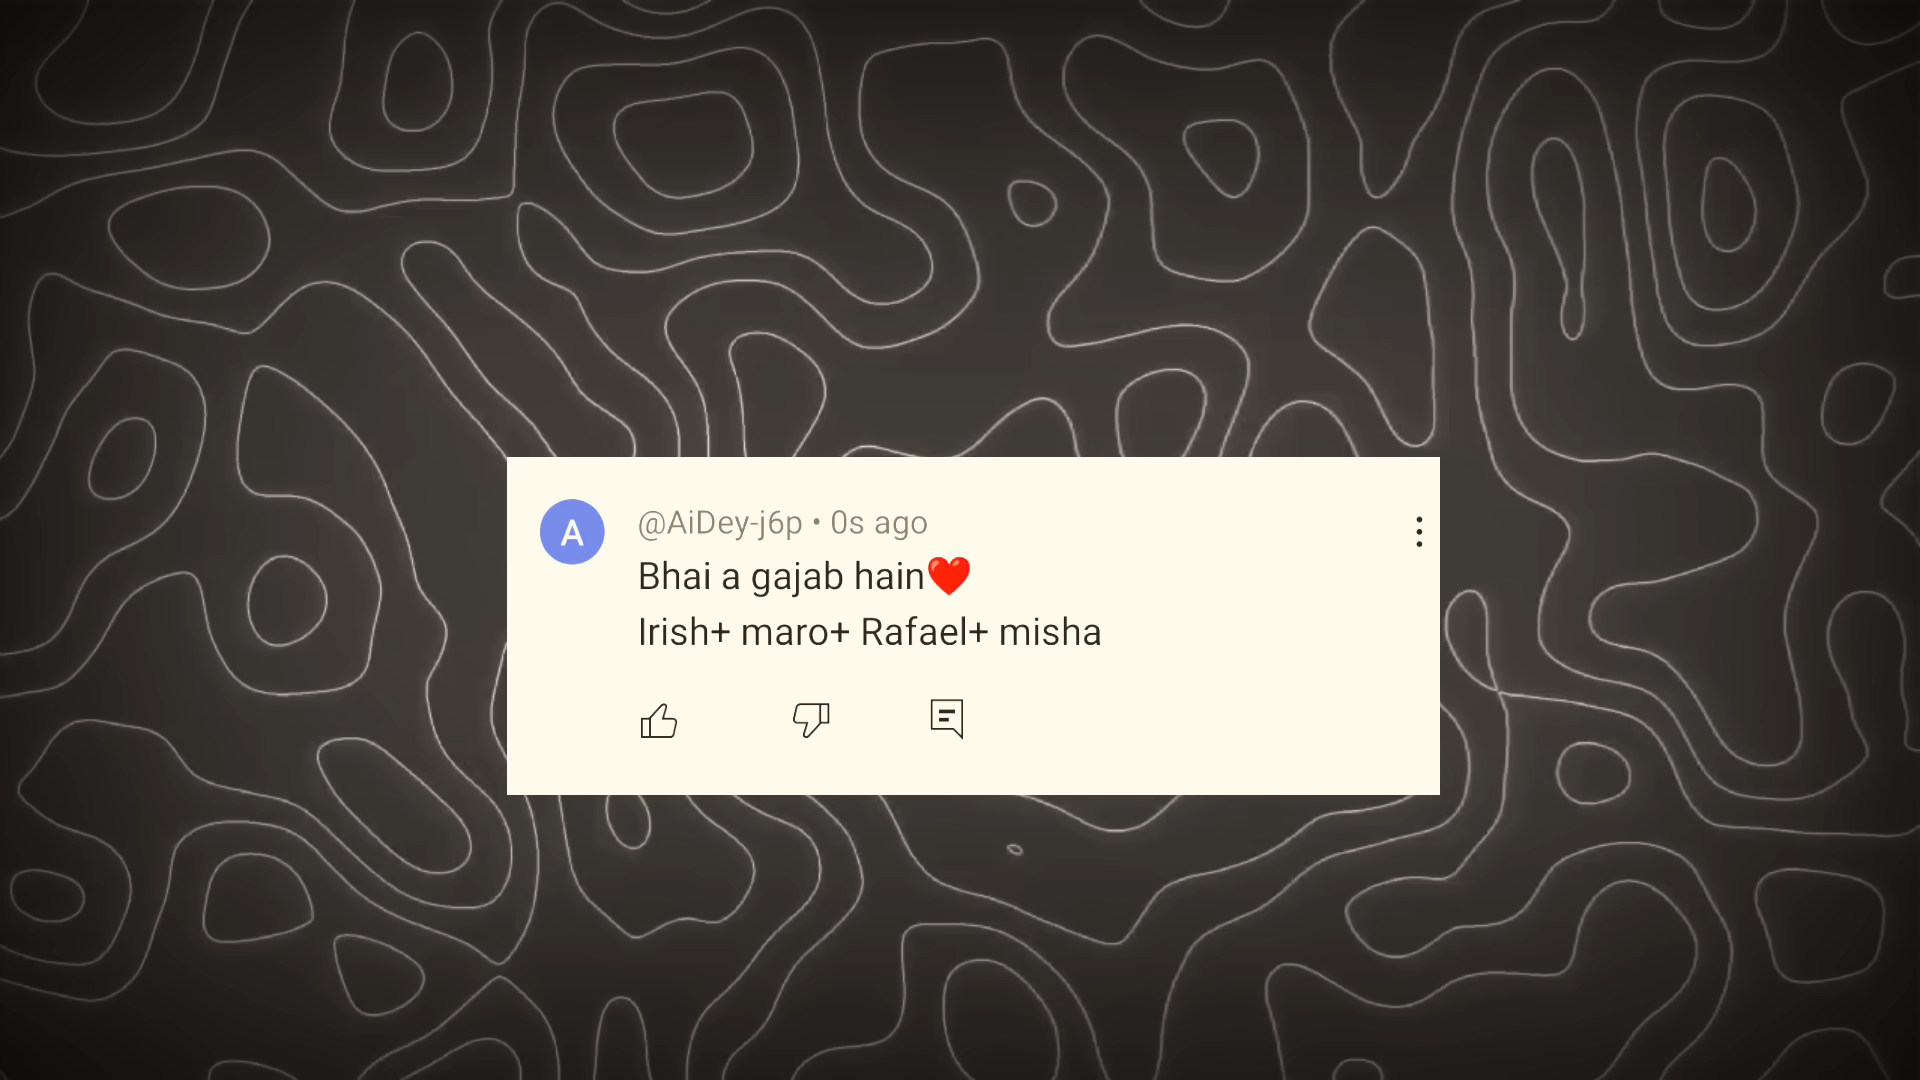 A
@AiDey-j6p • 0s ago
Bhai a gajab hain❤️
Irish+ maro+ Rafael+ misha